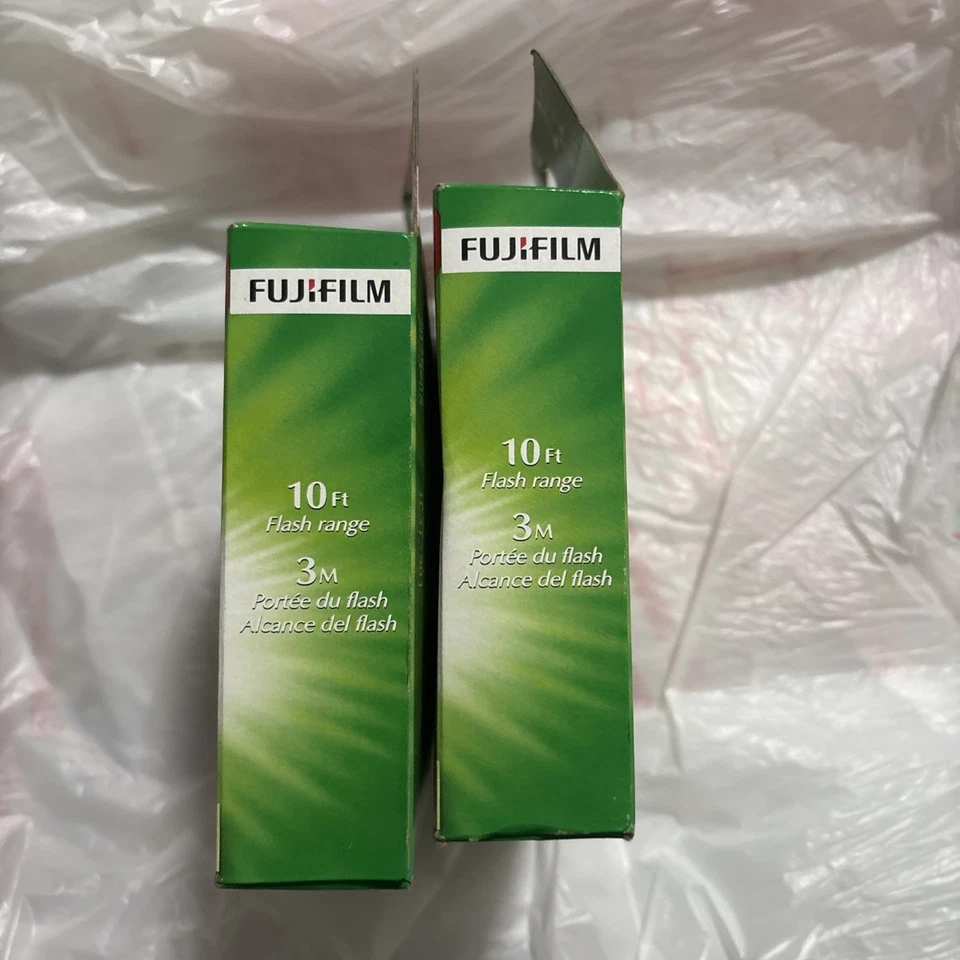 FUJIFILM
10 Ft
Flash range
3 M
Portée du flash
Alcance del flash
FUJIFILM
10 Ft
Flash range
3 M
Portée du flash
Alcance del flash